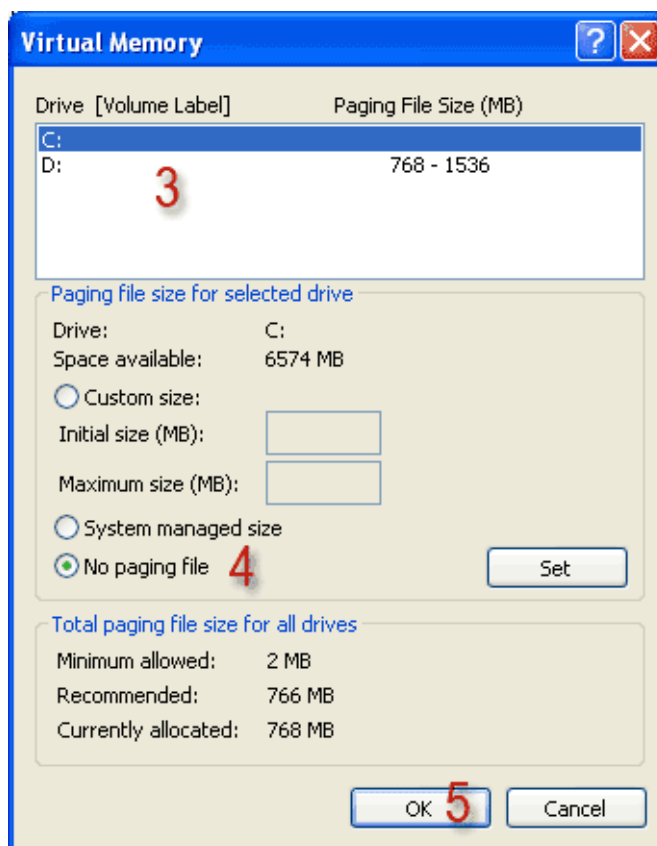 Virtual Memory
Drive [Volume Label] Paging File Size (MB)
C:
D: 768 - 1536
3
Paging file size for selected drive
Drive: C:
Space available: 6574 MB
Custom size:
Initial size (MB):
Maximum size (MB):
System managed size
No paging file 4 Set
Total paging file size for all drives
Minimum allowed: 2 MB
Recommended: 766 MB
Currently allocated: 768 MB
OK 5 Cancel